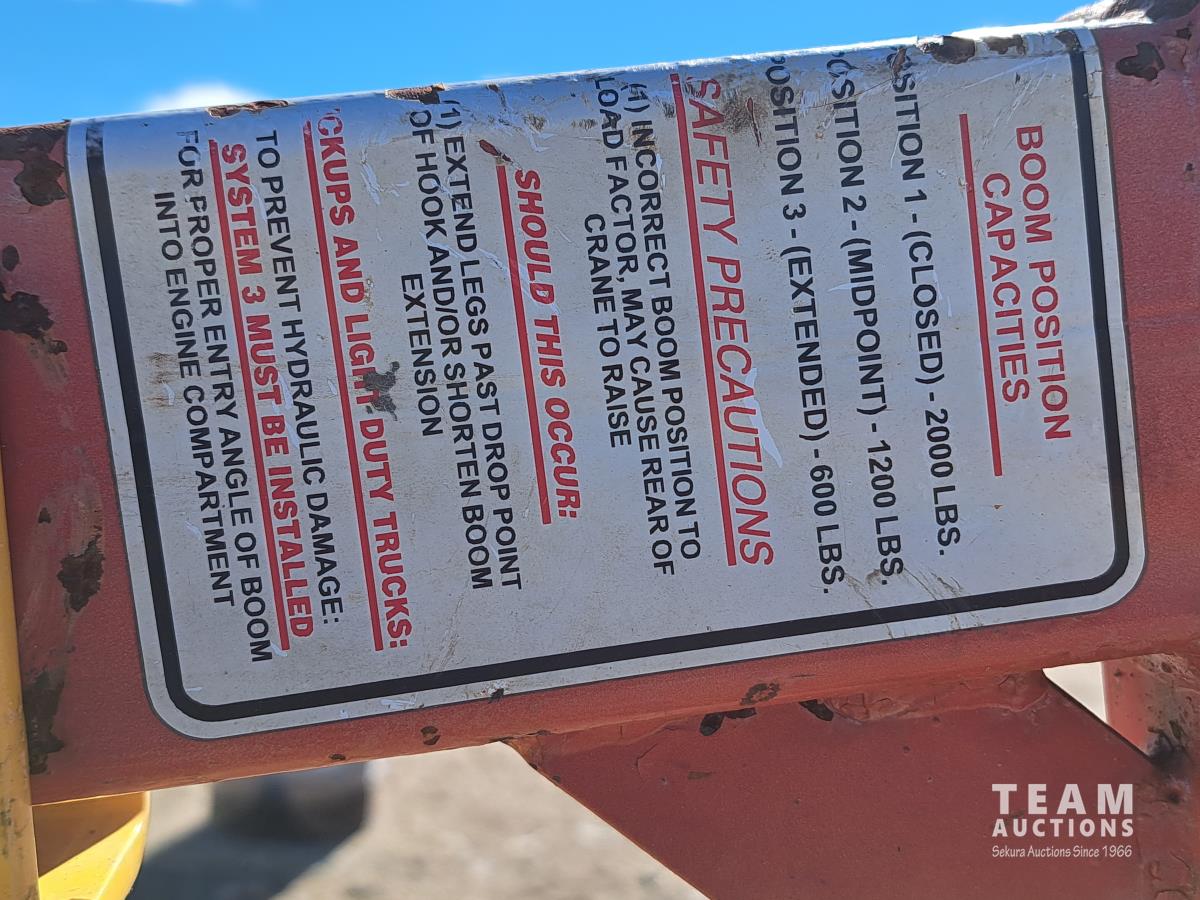 BOOM POSITION
CAPACITIES
OSITION 1 - (CLOSED) - 2000 LBS.
OSITION 2 - (MIDPOINT) - 1200 LBS.
OSITION 3 - (EXTENDED) - 600 LBS.
SAFETY PRECAUTIONS
(1) INCORRECT BOOM POSITION TO
LOAD FACTOR, MAY CAUSE REAR OF
CRANE TO RAISE
SHOULD THIS OCCUR:
(1) EXTEND LEGS PAST DROP POINT
OF HOOK AND/OR SHORTEN BOOM
EXTENSION
ICKUPS AND LIGHT DUTY TRUCKS:
TO PREVENT HYDRAULIC DAMAGE:
SYSTEM 3 MUST BE INSTALLED
FOR PROPER ENTRY ANGLE OF BOOM
INTO ENGINE COMPARTMENT
TEAM
AUCTIONS
Sekura Auctions Since 1966